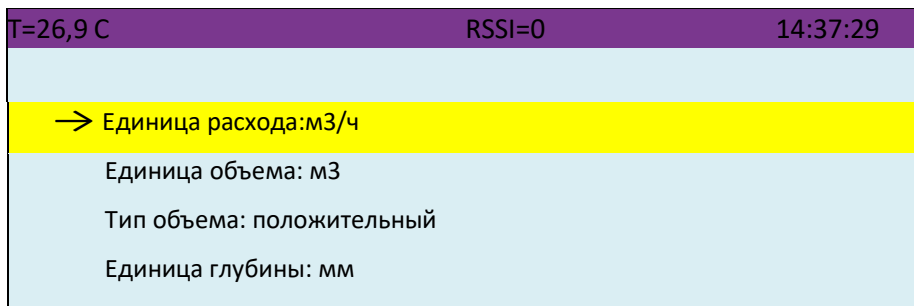 T=26,9 C RSSI=0 14:37:29
→ Единица расхода:м3/ч
Единица объема: м3
Тип объема: положительный
Единица глубины: мм